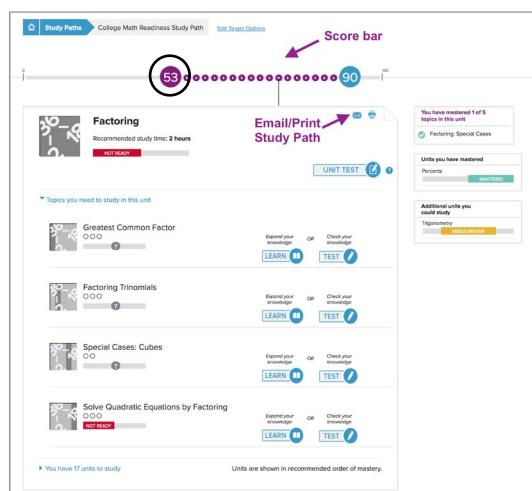 Study Paths
College Math Readiness Study Path
Edit Target Options
Score bar
53
90
Factoring
Recommended study time: 2 hours
NOT READY
Email/Print
Study Path
UNIT TEST
?
You have mastered 1 of 5
topics in this unit
Factoring: Special Cases
Units you have mastered
Percents
MASTERED
Additional units you
could study
Trigonometry
NEEDS REVIEW
Topics you need to study in this unit
Greatest Common Factor
?
Expand your
knowledge
OR
Check your
knowledge
LEARN
TEST
Factoring Trinomials
?
Expand your
knowledge
OR
Check your
knowledge
LEARN
TEST
Special Cases: Cubes
?
Expand your
knowledge
OR
Check your
knowledge
LEARN
TEST
Solve Quadratic Equations by Factoring
NOT READY
Expand your
knowledge
OR
Check your
knowledge
LEARN
TEST
You have 17 units to study
Units are shown in recommended order of mastery.